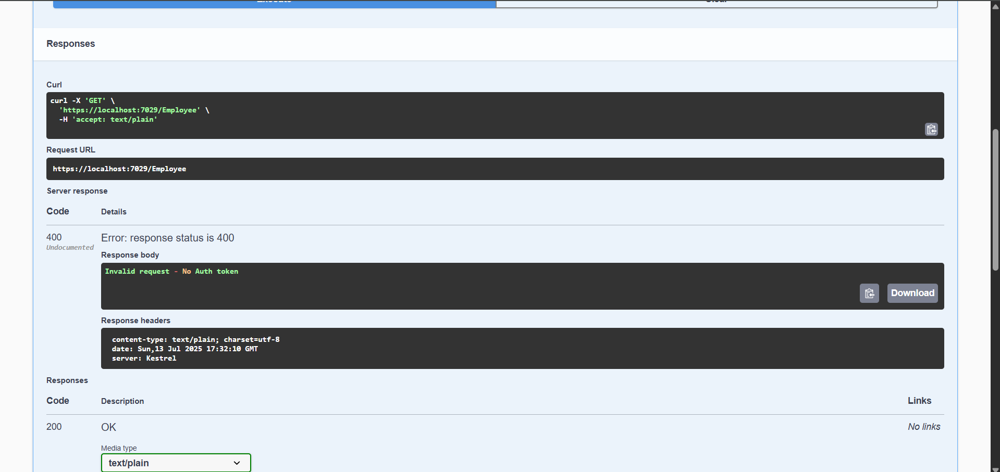 Execute
Clear
Responses
Curl
curl -X 'GET' \
'https://localhost:7029/Employee' \
-H 'accept: text/plain'
Request URL
https://localhost:7029/Employee
Server response
Code Details
400 Error: response status is 400
Undocumented
Response body
Invalid request - No Auth token
Download
Response headers
content-type: text/plain; charset=utf-8
date: Sun,13 Jul 2025 17:32:10 GMT
server: Kestrel
Responses
Code Description Links
200 OK No links
Media type
text/plain